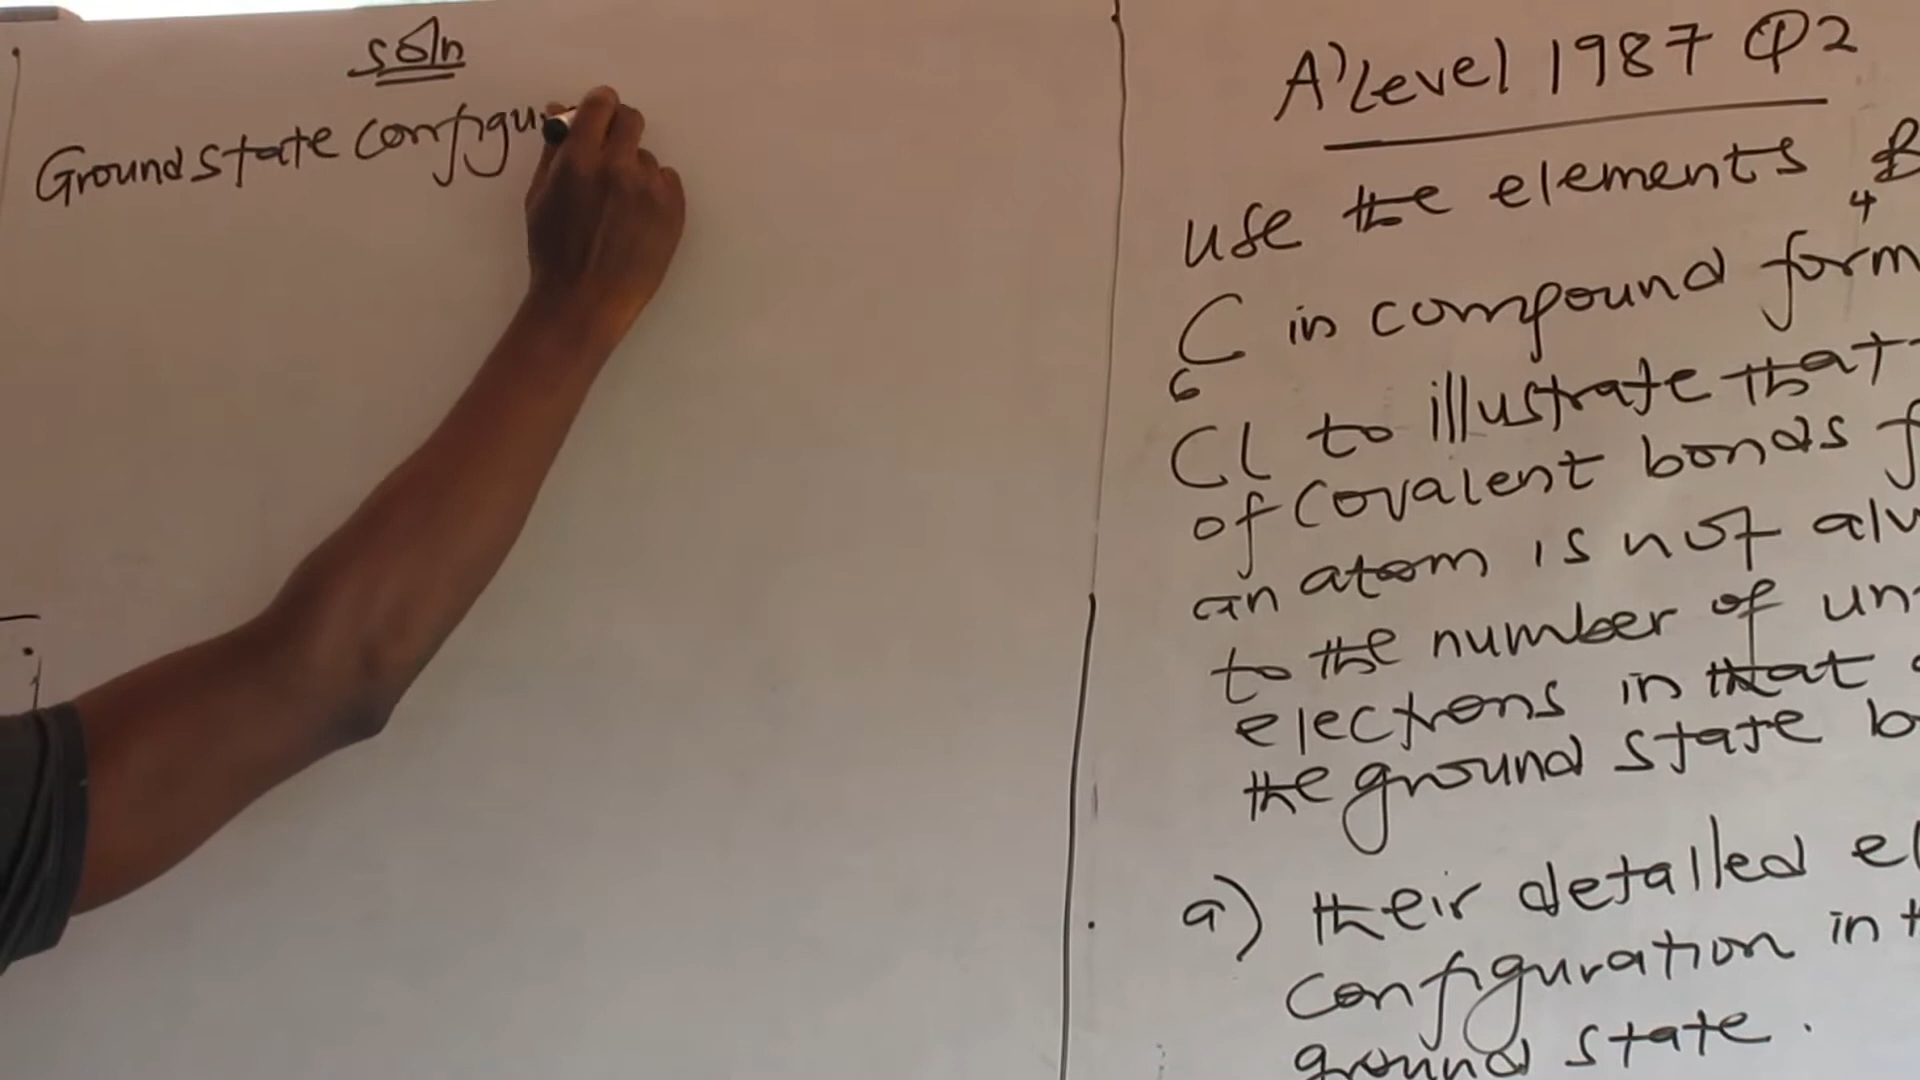 soln
Ground state configu
A'Level 1987 Q2
use the elements B
4
C in compound form
6
Cl to illustrate that
of covalent bonds f
an atom is not alw
to the number of un
electrons in that
the ground state b
a) their detailed el
configuration in t
ground state.